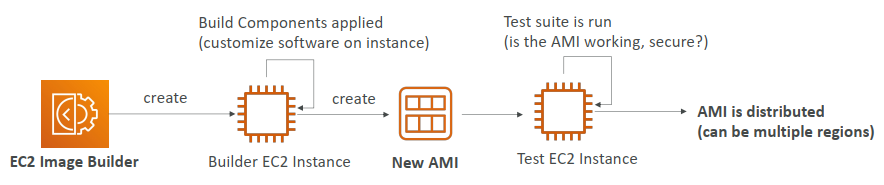 Build Components applied
(customize software on instance)
Test suite is run
(is the AMI working, secure?)
create
create
AMI is distributed
(can be multiple regions)
EC2 Image Builder
Builder EC2 Instance
New AMI
Test EC2 Instance